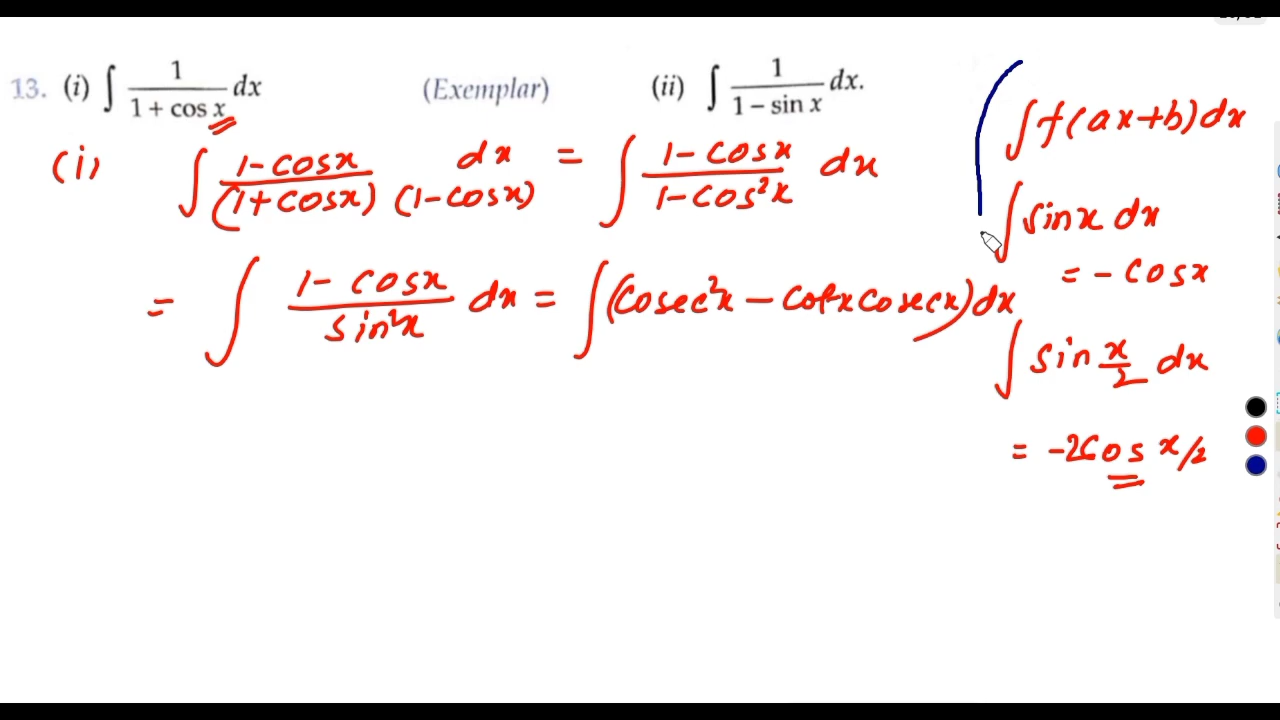 13. (i) ∫ 1/(1 + cos x) dx (Exemplar) (ii) ∫ 1/(1 − sin x) dx.
(i) ∫ (1-cosx)/((1+cosx) (1-cosx)) dx = ∫ (1-cosx)/(1-cos²x) dx
= ∫ (1-cosx)/(sin²x) dx = ∫(cosec²x - cotx cosecx)dx
∫f(ax+b)dx
∫sinx dx
= -cosx
∫sin x/2 dx
= -2cos x/2